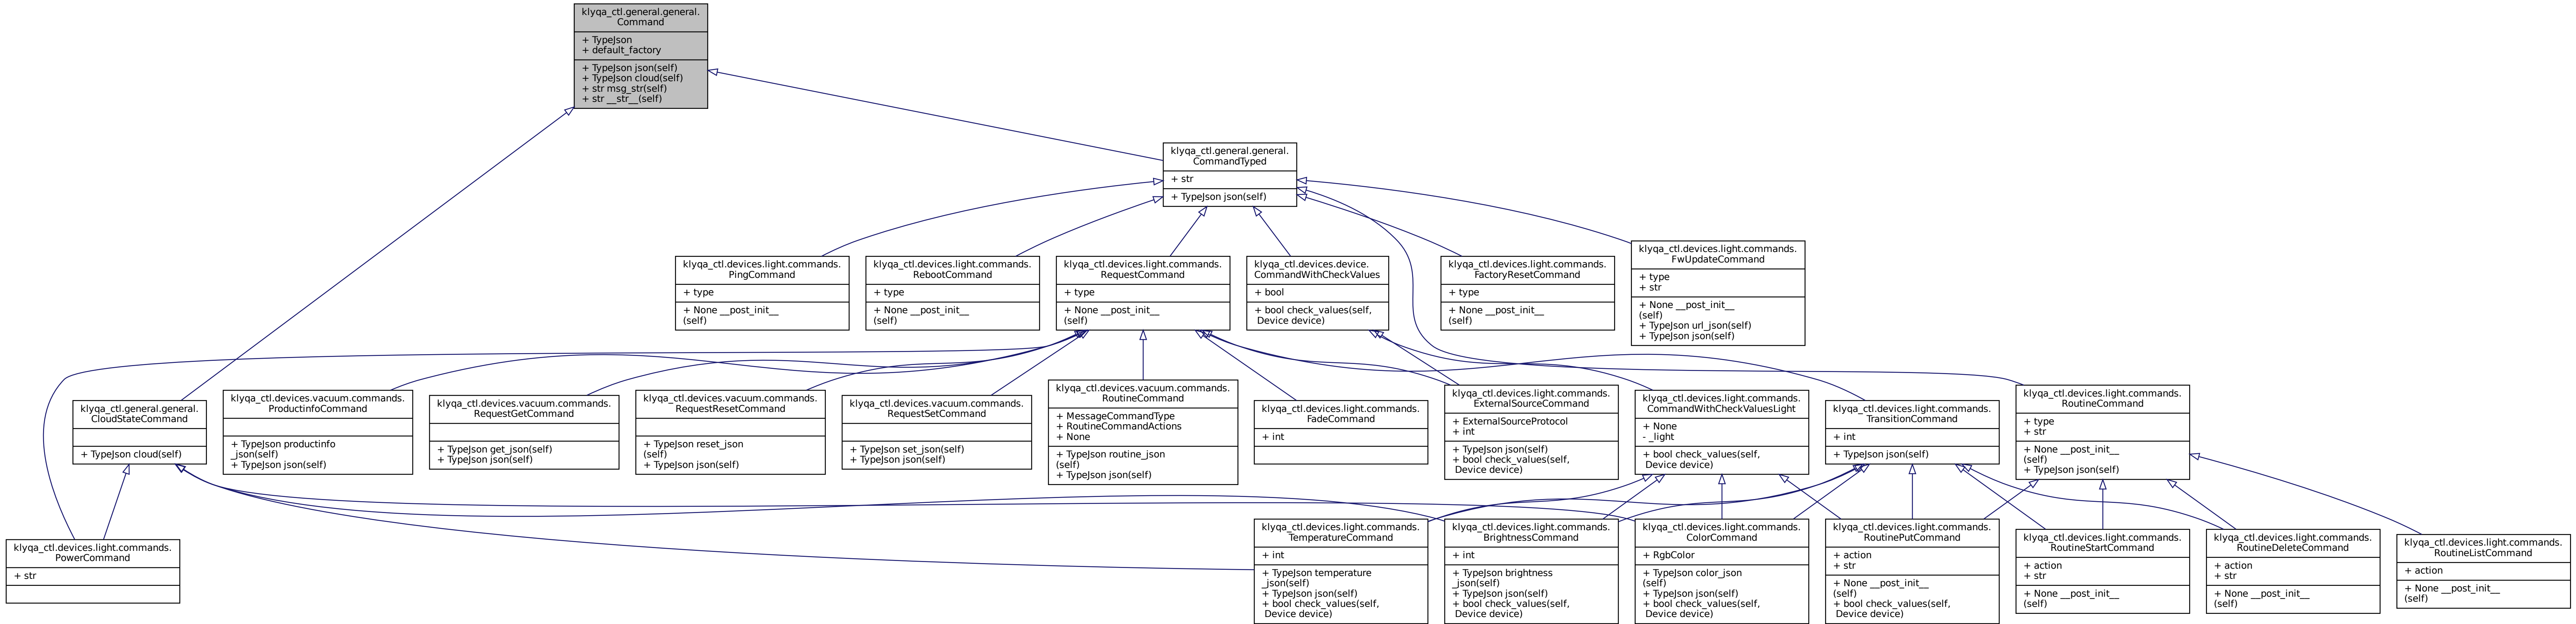 klyqa_ctl.general.general.
Command
+ TypeJson
+ default_factory
+ TypeJson json(self)
+ TypeJson cloud(self)
+ str msg_str(self)
+ str __str__(self)
klyqa_ctl.general.general.
CommandTyped
+ str
+ TypeJson json(self)
klyqa_ctl.devices.light.commands.
PingCommand
+ type
+ None __post_init__
(self)
klyqa_ctl.devices.light.commands.
RebootCommand
+ type
+ None __post_init__
(self)
klyqa_ctl.devices.light.commands.
RequestCommand
+ type
+ None __post_init__
(self)
klyqa_ctl.devices.device.
CommandWithCheckValues
+ bool
+ bool check_values(self,
Device device)
klyqa_ctl.devices.light.commands.
FactoryResetCommand
+ type
+ None __post_init__
(self)
klyqa_ctl.devices.light.commands.
FwUpdateCommand
+ type
+ str
+ None __post_init__
(self)
+ TypeJson url_json(self)
+ TypeJson json(self)
klyqa_ctl.general.general.
CloudStateCommand
+ TypeJson cloud(self)
klyqa_ctl.devices.vacuum.commands.
ProductinfoCommand
+ TypeJson productinfo
_json(self)
+ TypeJson json(self)
klyqa_ctl.devices.vacuum.commands.
RequestGetCommand
+ TypeJson get_json(self)
+ TypeJson json(self)
klyqa_ctl.devices.vacuum.commands.
RequestResetCommand
+ TypeJson reset_json
(self)
+ TypeJson json(self)
klyqa_ctl.devices.vacuum.commands.
RequestSetCommand
+ TypeJson set_json(self)
+ TypeJson json(self)
klyqa_ctl.devices.vacuum.commands.
RoutineCommand
+ MessageCommandType
+ RoutineCommandActions
+ None
+ TypeJson routine_json
(self)
+ TypeJson json(self)
klyqa_ctl.devices.light.commands.
FadeCommand
+ int
klyqa_ctl.devices.light.commands.
ExternalSourceCommand
+ ExternalSourceProtocol
+ int
+ TypeJson json(self)
+ bool check_values(self,
Device device)
klyqa_ctl.devices.light.commands.
CommandWithCheckValuesLight
+ None
- _light
+ bool check_values(self,
Device device)
klyqa_ctl.devices.light.commands.
TransitionCommand
+ int
+ TypeJson json(self)
klyqa_ctl.devices.light.commands.
RoutineCommand
+ type
+ str
+ None __post_init__
(self)
+ TypeJson json(self)
klyqa_ctl.devices.light.commands.
PowerCommand
+ str
klyqa_ctl.devices.light.commands.
TemperatureCommand
+ int
+ TypeJson temperature
_json(self)
+ TypeJson json(self)
+ bool check_values(self,
Device device)
klyqa_ctl.devices.light.commands.
BrightnessCommand
+ int
+ TypeJson brightness
_json(self)
+ TypeJson json(self)
+ bool check_values(self,
Device device)
klyqa_ctl.devices.light.commands.
ColorCommand
+ RgbColor
+ TypeJson color_json
(self)
+ TypeJson json(self)
+ bool check_values(self,
Device device)
klyqa_ctl.devices.light.commands.
RoutinePutCommand
+ action
+ str
+ None __post_init__
(self)
+ bool check_values(self,
Device device)
klyqa_ctl.devices.light.commands.
RoutineStartCommand
+ action
+ str
+ None __post_init__
(self)
klyqa_ctl.devices.light.commands.
RoutineDeleteCommand
+ action
+ str
+ None __post_init__
(self)
klyqa_ctl.devices.light.commands.
RoutineListCommand
+ action
+ None __post_init__
(self)